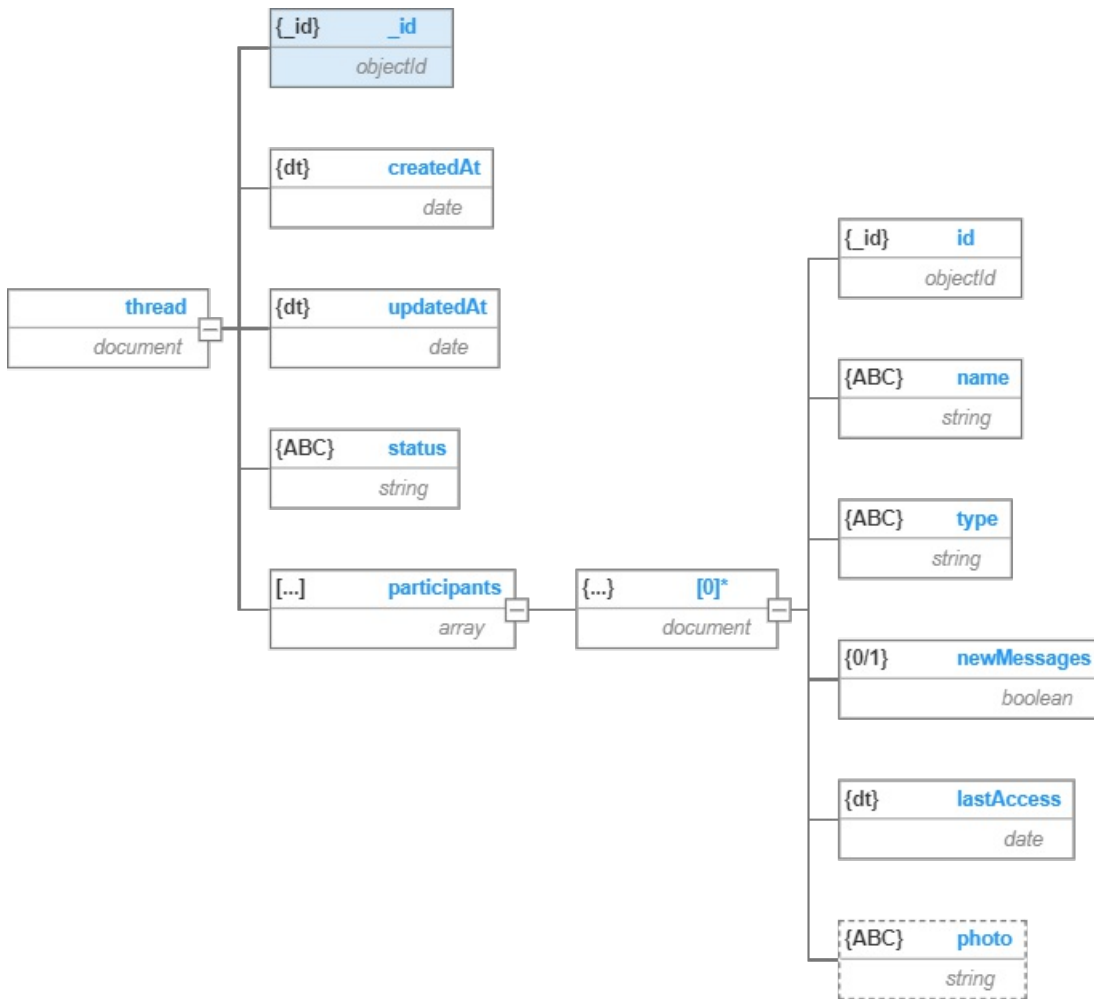 {_id} _id
objectId
{dt} createdAt
date
thread
document
{dt} updatedAt
date
{ABC} status
string
[...] participants
array
{...} [0]*
document
{_id} id
objectId
{ABC} name
string
{ABC} type
string
{0/1} newMessages
boolean
{dt} lastAccess
date
{ABC} photo
string